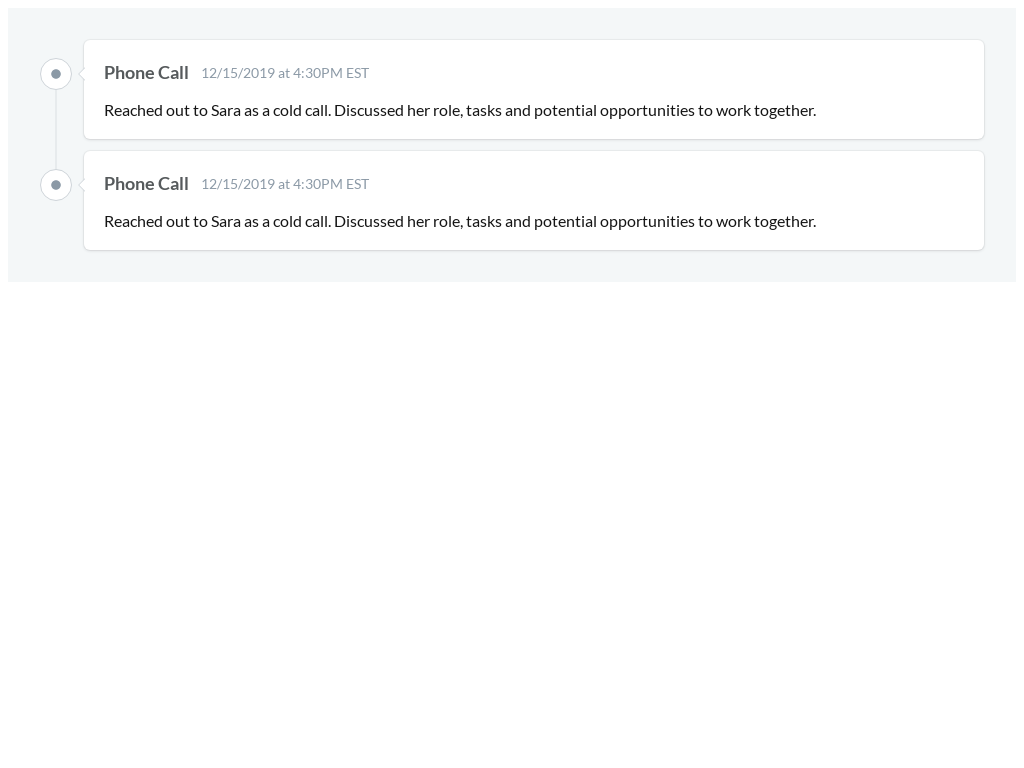 Phone Call 12/15/2019 at 4:30PM EST
Reached out to Sara as a cold call. Discussed her role, tasks and potential opportunities to work together.
Phone Call 12/15/2019 at 4:30PM EST
Reached out to Sara as a cold call. Discussed her role, tasks and potential opportunities to work together.